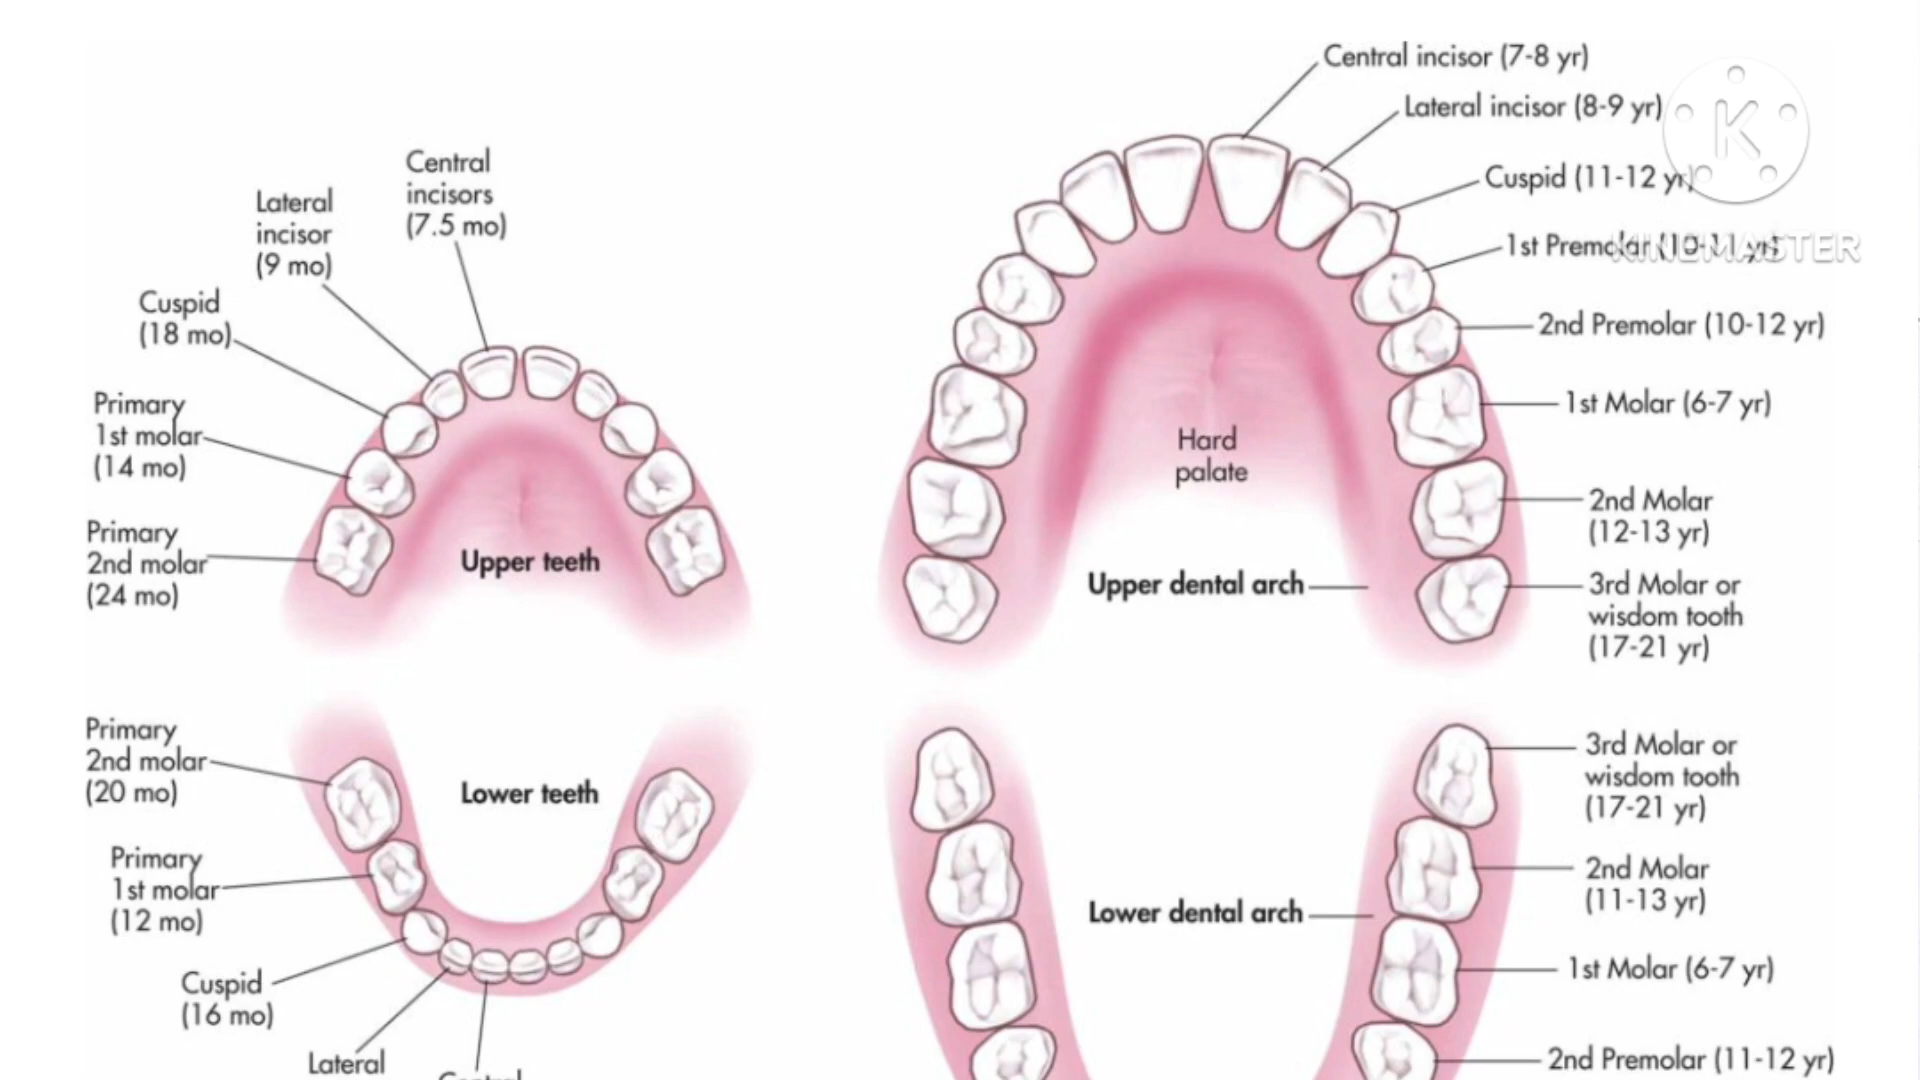 Central
incisors
(7.5 mo)
Lateral
incisor
(9 mo)
Cuspid
(18 mo)
Primary
1st molar
(14 mo)
Primary
2nd molar
(24 mo)
Upper teeth
Primary
2nd molar
(20 mo)
Lower teeth
Primary
1st molar
(12 mo)
Cuspid
(16 mo)
Lateral
Central
Central incisor (7-8 yr)
Lateral incisor (8-9 yr)
Cuspid (11-12 yr)
1st Premolar (10-11 yr)
2nd Premolar (10-12 yr)
1st Molar (6-7 yr)
Hard
palate
2nd Molar
(12-13 yr)
Upper dental arch
3rd Molar or
wisdom tooth
(17-21 yr)
3rd Molar or
wisdom tooth
(17-21 yr)
2nd Molar
(11-13 yr)
Lower dental arch
1st Molar (6-7 yr)
2nd Premolar (11-12 yr)
K
KINEMASTER